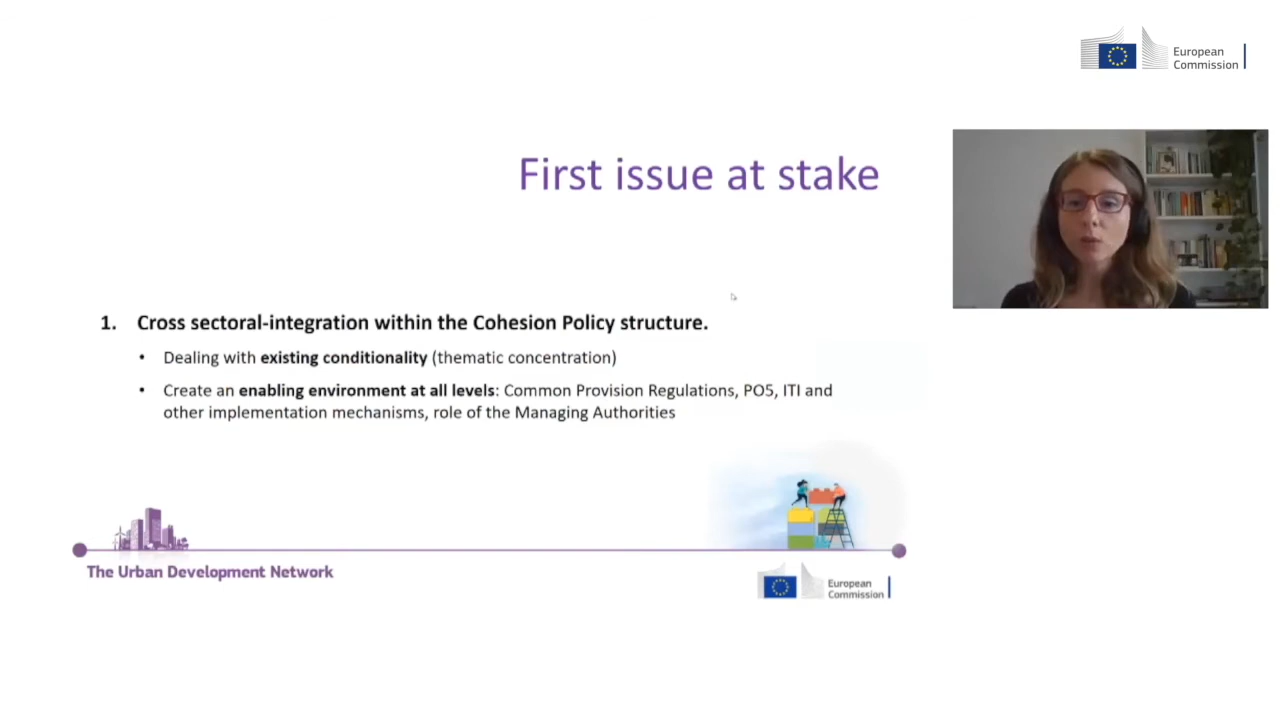 European
Commission
First issue at stake
1. Cross sectoral-integration within the Cohesion Policy structure.
• Dealing with existing conditionality (thematic concentration)
• Create an enabling environment at all levels: Common Provision Regulations, PO5, ITI and
other implementation mechanisms, role of the Managing Authorities
The Urban Development Network
European
Commission